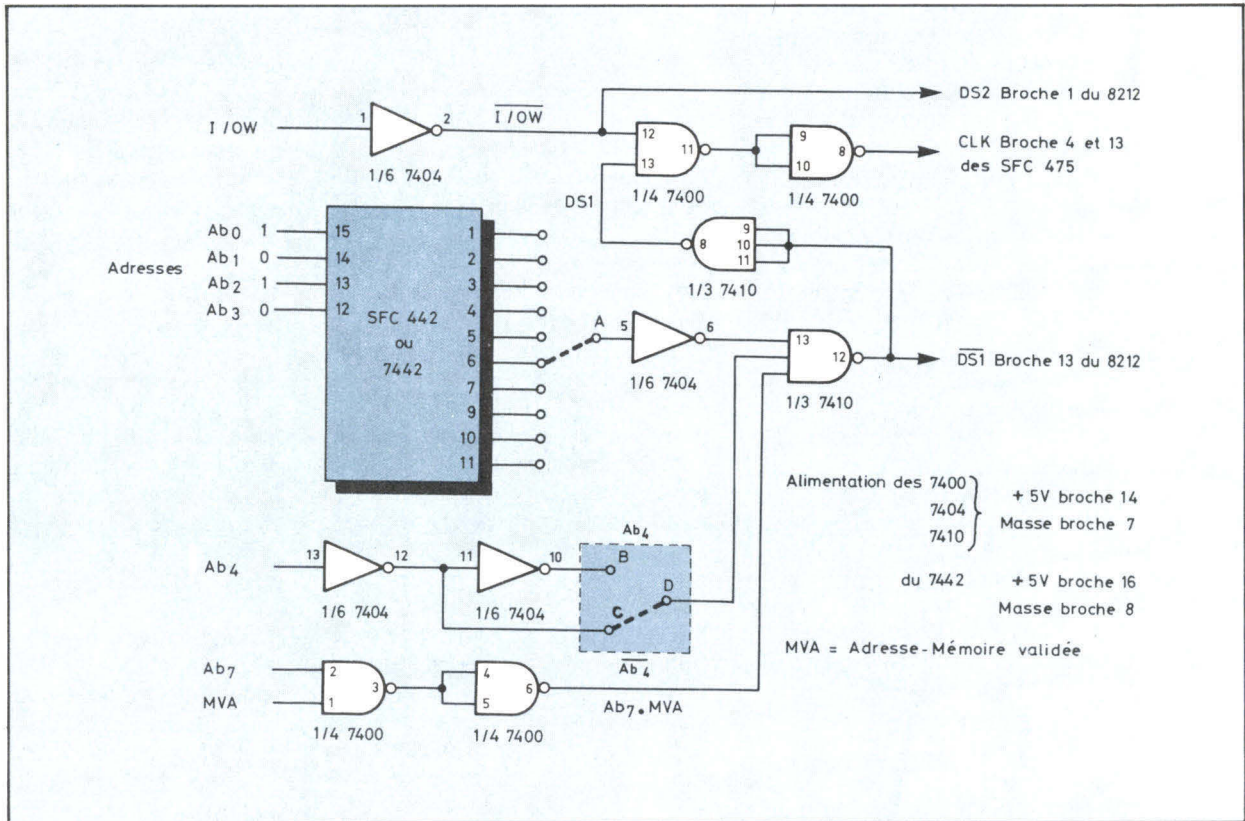 DS2 Broche 1 du 8212
I/OW
1
2
I/OW
12
13
11
9
10
8
CLK Broche 4 et 13
des SFC 475
1/6 7404
1/4 7400
1/4 7400
DS1
Adresses
Ab0 1
Ab1 0
Ab2 1
Ab3 0
15
14
13
12
SFC 442
ou
7442
1
2
3
4
5
6
7
9
10
11
8
9
10
11
1/3 7410
A
5
6
1/6 7404
13
12
1/3 7410
DS1 Broche 13 du 8212
Alimentation des 7400
7404
7410
+ 5V broche 14
Masse broche 7
du 7442
+ 5V broche 16
Masse broche 8
MVA = Adresse-Mémoire validée
Ab4
13
12
11
10
1/6 7404
1/6 7404
Ab4
B
D
C
Ab4
Ab7
MVA
2
1
3
4
5
6
Ab7.MVA
1/4 7400
1/4 7400